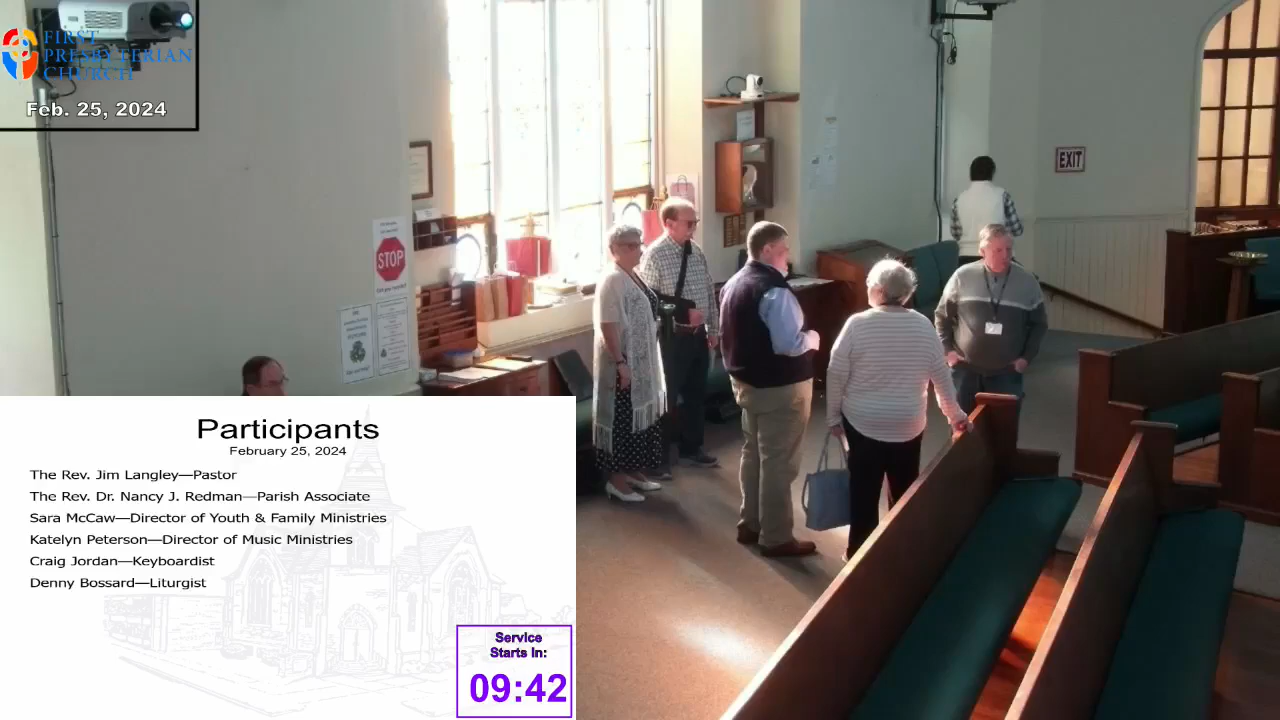 FIRST
PRESBYTERIAN
CHURCH
Feb. 25, 2024
STOP
EXIT
Participants
February 25, 2024
The Rev. Jim Langley—Pastor
The Rev. Dr. Nancy J. Redman—Parish Associate
Sara McCaw—Director of Youth & Family Ministries
Katelyn Peterson—Director of Music Ministries
Craig Jordan—Keyboardist
Denny Bossard—Liturgist
Service
Starts In:
09:42